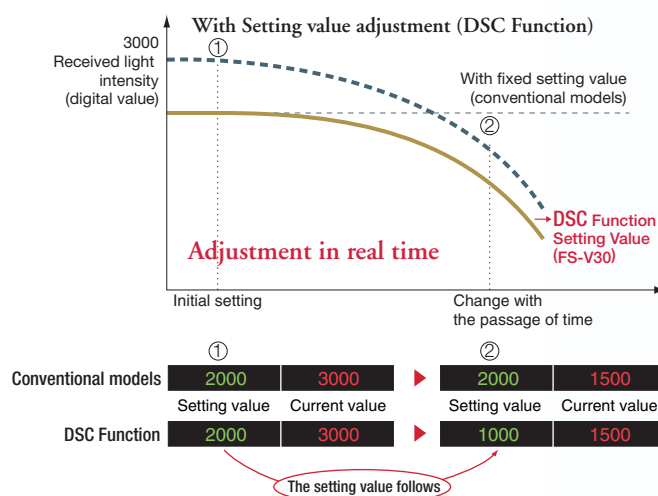 With Setting value adjustment (DSC Function)
3000
Received light
intensity
(digital value)
①
With fixed setting value
(conventional models)
②
DSC Function
Setting Value
(FS-V30)
Adjustment in real time
Initial setting
Change with
the passage of time
① ②
Conventional models 2000 3000 2000 1500
Setting value Current value Setting value Current value
DSC Function 2000 3000 1000 1500
The setting value follows